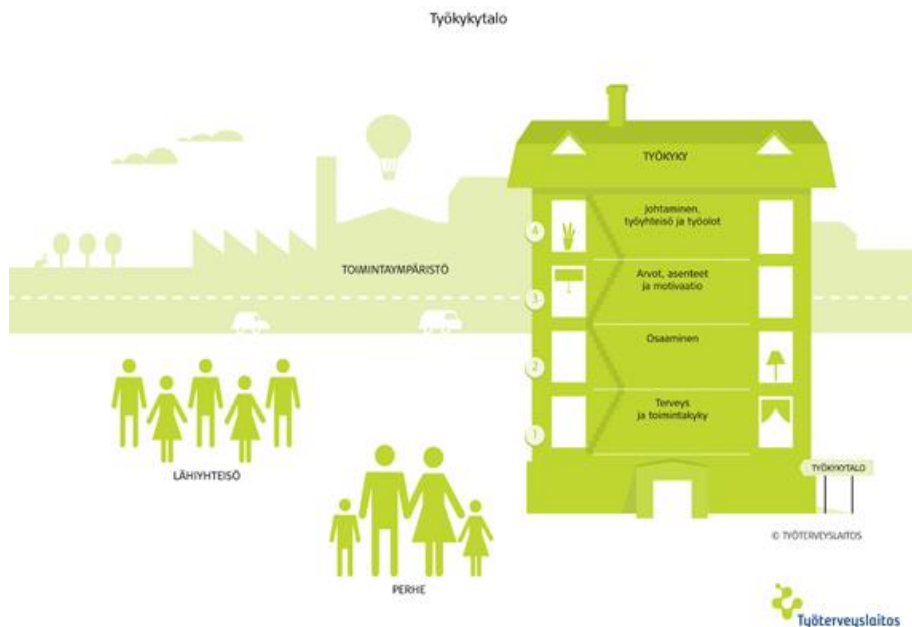 Työkykytalo
TYÖKYKY
4
Johtaminen,
työyhteisö ja työolot
TOIMINTAYMPÄRISTÖ
3
Arvot, asenteet
ja motivaatio
2
Osaaminen
1
Terveys
ja toimintakyky
LÄHIYHTEISÖ
PERHE
TYÖKYKYTALO
© TYÖTERVEYSLAITOS
Työterveyslaitos